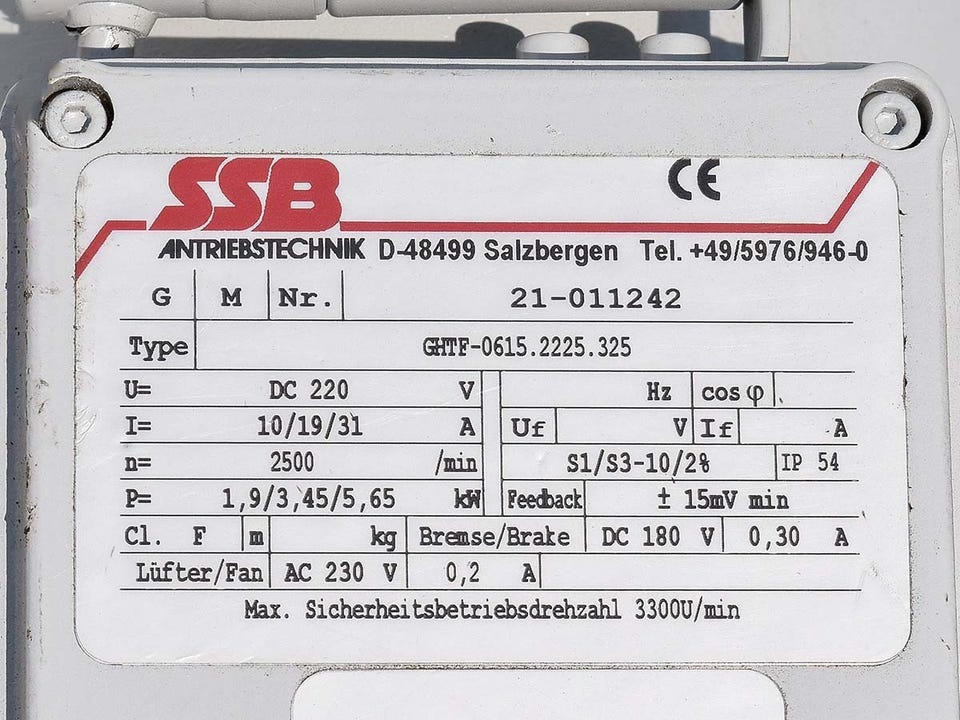 SSB
CE
ANTRIEBSTECHNIK D-48499 Salzbergen Tel. +49/5976/946-0
G M Nr. 21-011242
Type GHTF-0615.2225.325
U= DC 220 V Hz cos φ
I= 10/19/31 A Uf V If A
n= 2500 /min S1/S3-10/2% IP 54
P= 1,9/3,45/5,65 kW Feedback ± 15mV min
Cl. F m kg Bremse/Brake DC 180 V 0,30 A
Lüfter/Fan AC 230 V 0,2 A
Max. Sicherheitsbetriebsdrehzahl 3300U/min